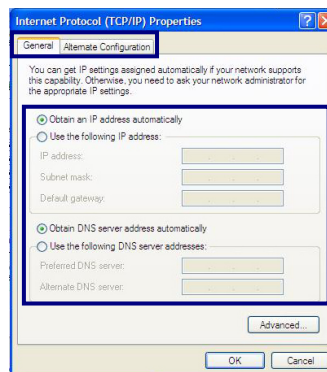 Internet Protocol (TCP/IP) Properties
General
Alternate Configuration
You can get IP settings assigned automatically if your network supports
this capability. Otherwise, you need to ask your network administrator for
the appropriate IP settings.
Obtain an IP address automatically
Use the following IP address:
IP address:
Subnet mask:
Default gateway:
Obtain DNS server address automatically
Use the following DNS server addresses:
Preferred DNS server:
Alternate DNS server:
Advanced...
OK
Cancel